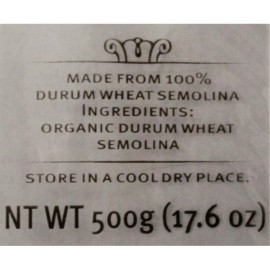 MADE FROM 100%
DURUM WHEAT SEMOLINA
INGREDIENTS:
ORGANIC DURUM WHEAT
SEMOLINA
STORE IN A COOL DRY PLACE.
NT WT 500g (17.6 oz)